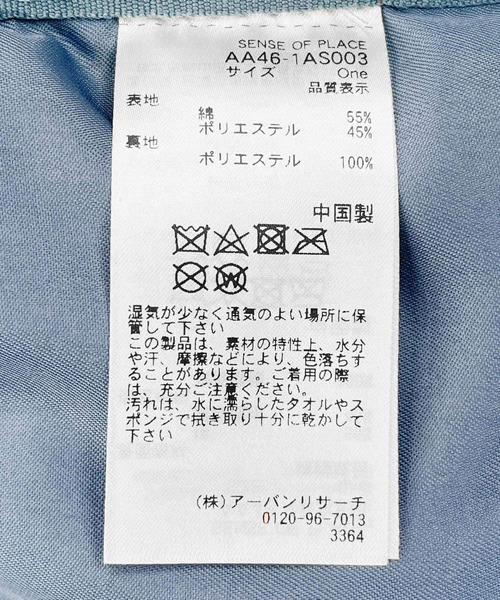 SENSE OF PLACE
AA46-1AS003
サイズ One
品質表示
表地
綿 55%
ポリエステル 45%
裏地
ポリエステル 100%
中国製
W
湿気が少なく通気のよい場所に保
管して下さい
この製品は、素材の特性上、水分
や汗、摩擦などにより、色落ちす
ることがあります。ご着用の際
は、充分ご注意ください。
汚れは、水に濡らしたタオルやス
ポンジで拭き取り十分に乾かして
下さい
(株)アーバンリサーチ
0120-96-7013
3364